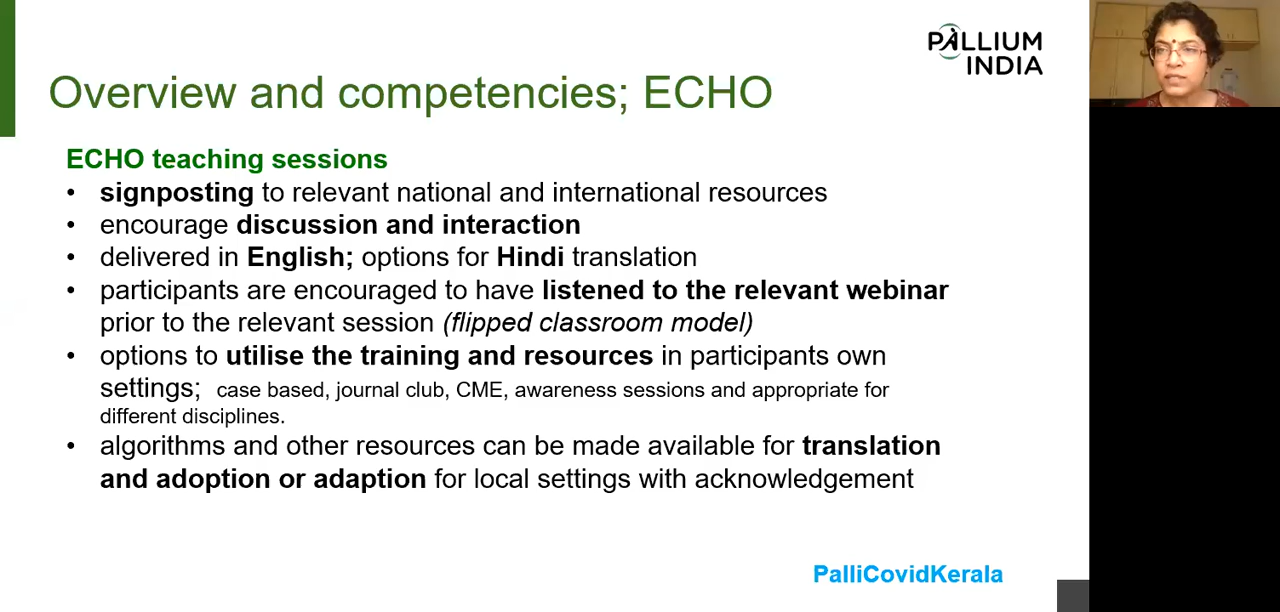 PALLIUM
INDIA
Overview and competencies; ECHO
ECHO teaching sessions
• signposting to relevant national and international resources
• encourage discussion and interaction
• delivered in English; options for Hindi translation
• participants are encouraged to have listened to the relevant webinar
prior to the relevant session (flipped classroom model)
• options to utilise the training and resources in participants own
settings; case based, journal club, CME, awareness sessions and appropriate for
different disciplines.
• algorithms and other resources can be made available for translation
and adoption or adaption for local settings with acknowledgement
PalliCovidKerala